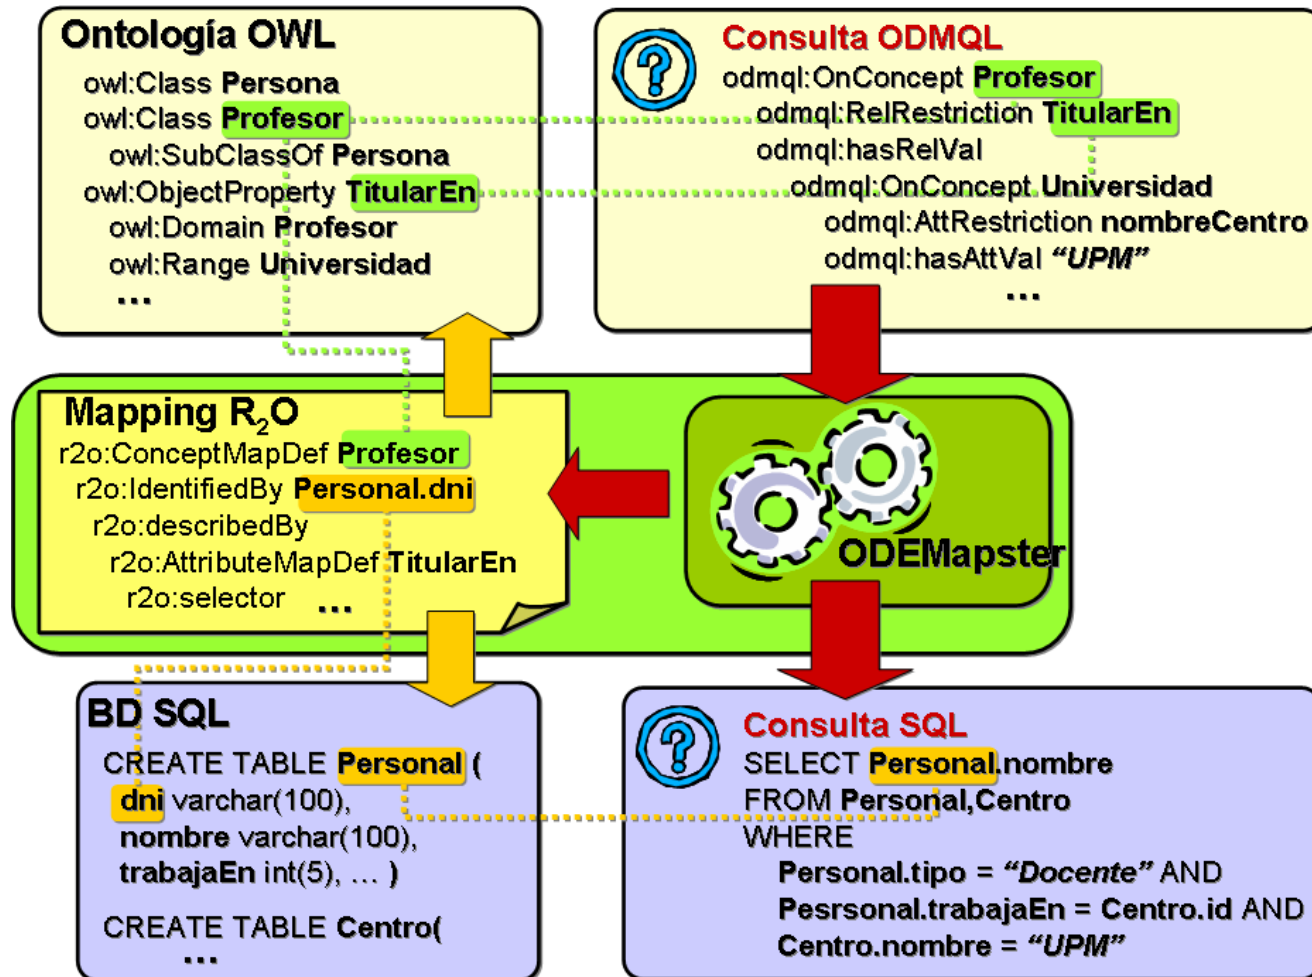 Ontología OWL
owl:Class Persona
owl:Class Profesor
owl:SubClassOf Persona
owl:ObjectProperty TitularEn
owl:Domain Profesor
owl:Range Universidad
...
Consulta ODMQL
odmql:OnConcept Profesor
odmql:RelRestriction TitularEn
odmql:hasRelVal
odmql:OnConcept Universidad
odmql:AttRestriction nombreCentro
odmql:hasAttVal “UPM”
...
Mapping R2O
r2o:ConceptMapDef Profesor
r2o:IdentifiedBy Personal.dni
r2o:describedBy
r2o:AttributeMapDef TitularEn
r2o:selector ...
ODEMapster
BD SQL
CREATE TABLE Personal (
dni varchar(100),
nombre varchar(100),
trabajaEn int(5), ... )
CREATE TABLE Centro(
...
Consulta SQL
SELECT Personal.nombre
FROM Personal,Centro
WHERE
Personal.tipo = “Docente” AND
Pesrsonal.trabajaEn = Centro.id AND
Centro.nombre = “UPM”